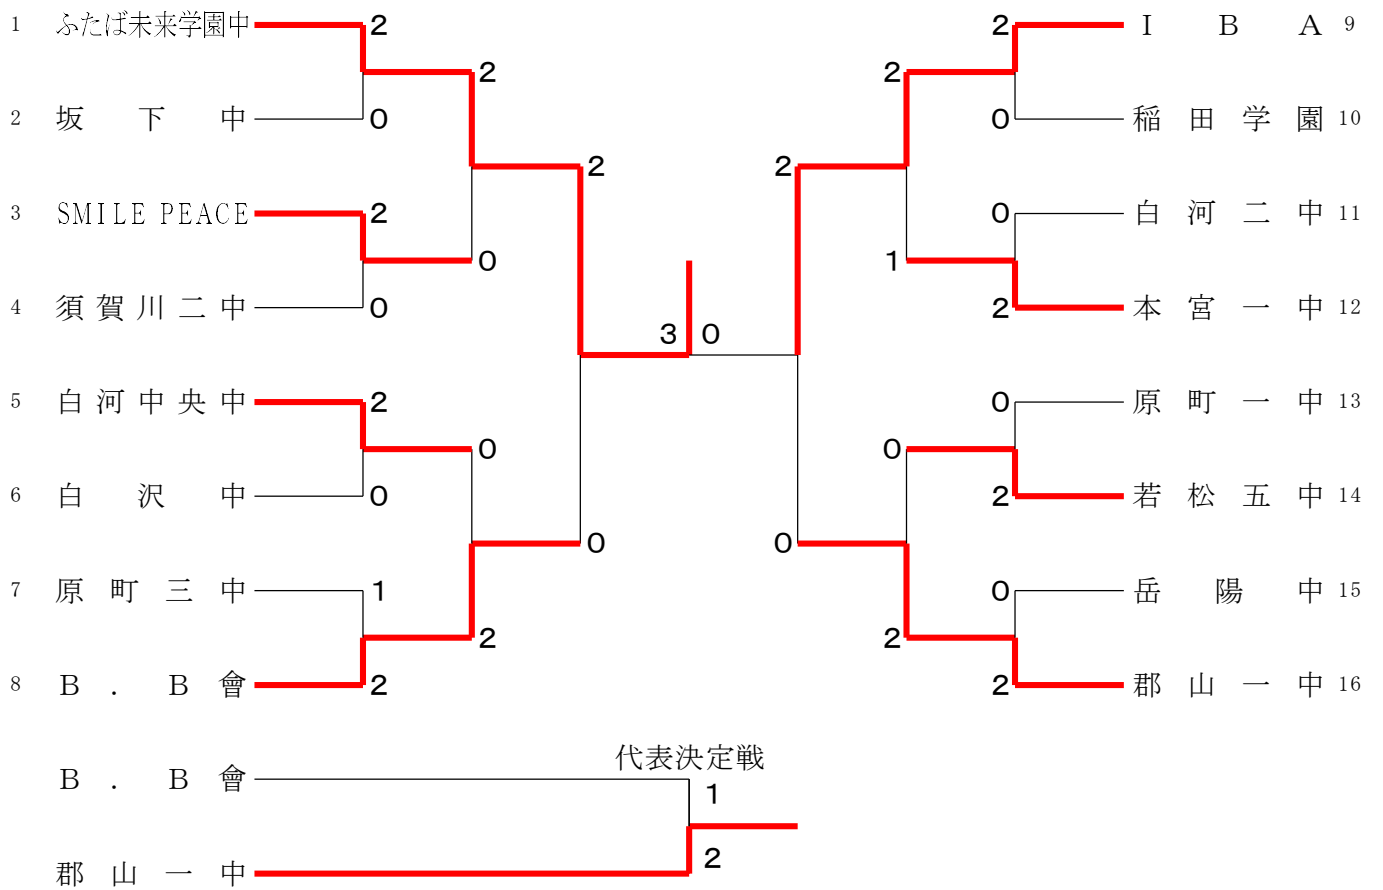 1 ふたば未来学園中 2 2 I B A 9
2 2
2 坂下中 0 0 稲田学園 10
2 2
3 SMILE PEACE 2 0 白河二中 11
0 1
4 須賀川二中 0 2 本宮一中 12
3 0
5 白河中央中 2 0 原町一中 13
0 0
6 白沢中 0 2 若松五中 14
0 0
7 原町三中 1 0 岳陽中 15
2 2
8 B.B會 2 2 郡山一中 16
代表決定戦
B.B會 1
2
郡山一中